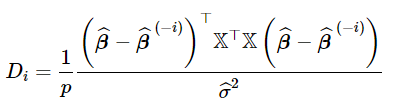 $D_i = \frac{1}{p} \frac{\left(\widehat{\boldsymbol{\beta}} - \widehat{\boldsymbol{\beta}}^{(-i)}\right)^{\top} \mathbb{X}^{\top} \mathbb{X} \left(\widehat{\boldsymbol{\beta}} - \widehat{\boldsymbol{\beta}}^{(-i)}\right)}{\widehat{\sigma}^2}$